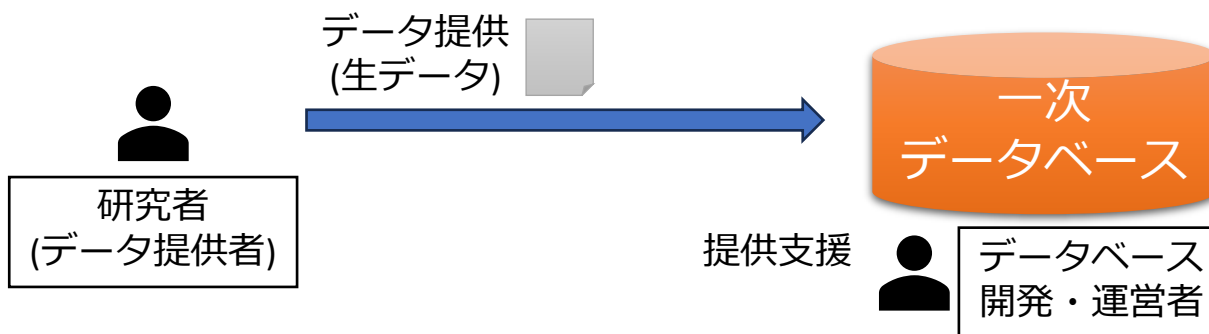 データ提供
(生データ)
一次
データベース
研究者
(データ提供者)
提供支援
データベース
開発・運営者